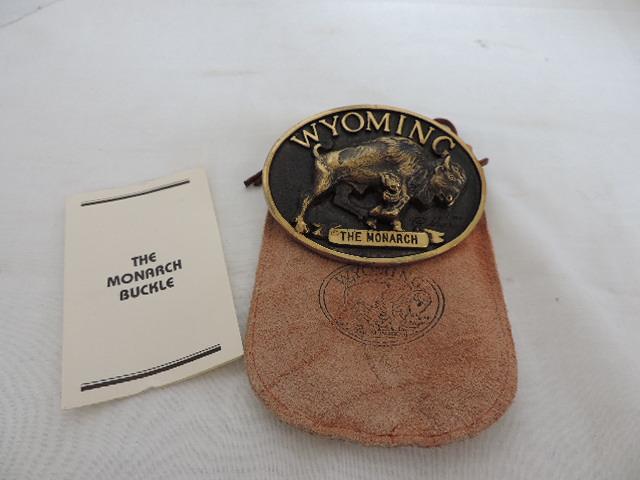 THE
MONARCH
BUCKLE
WYOMING
THE MONARCH